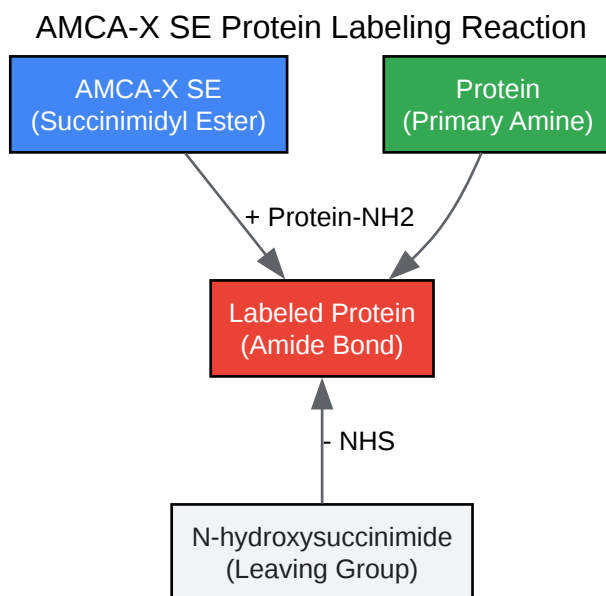 AMCA-X SE Protein Labeling Reaction
AMCA-X SE
(Succinimidyl Ester)
Protein
(Primary Amine)
+ Protein-NH2
Labeled Protein
(Amide Bond)
- NHS
N-hydroxysuccinimide
(Leaving Group)